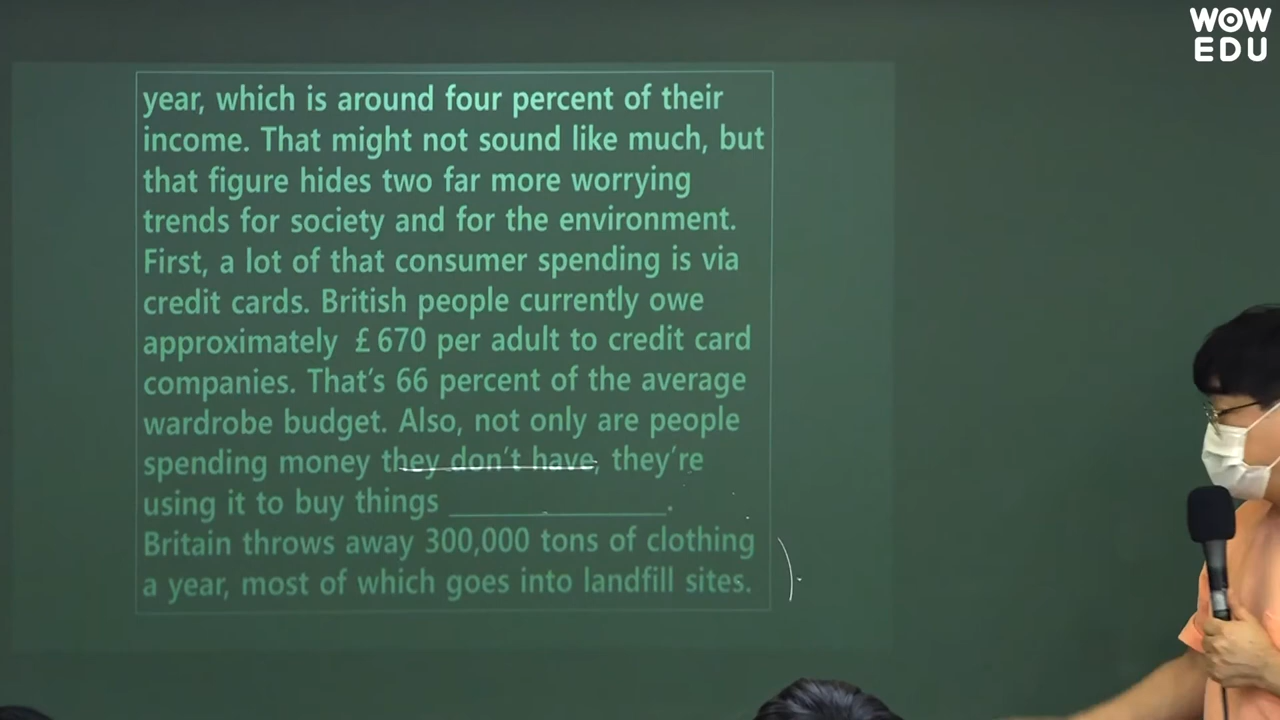 WOW
EDU
year, which is around four percent of their
income. That might not sound like much, but
that figure hides two far more worrying
trends for society and for the environment.
First, a lot of that consumer spending is via
credit cards. British people currently owe
approximately £670 per adult to credit card
companies. That's 66 percent of the average
wardrobe budget. Also, not only are people
spending money they don't have, they're
using it to buy things ____________.
Britain throws away 300,000 tons of clothing
a year, most of which goes into landfill sites.